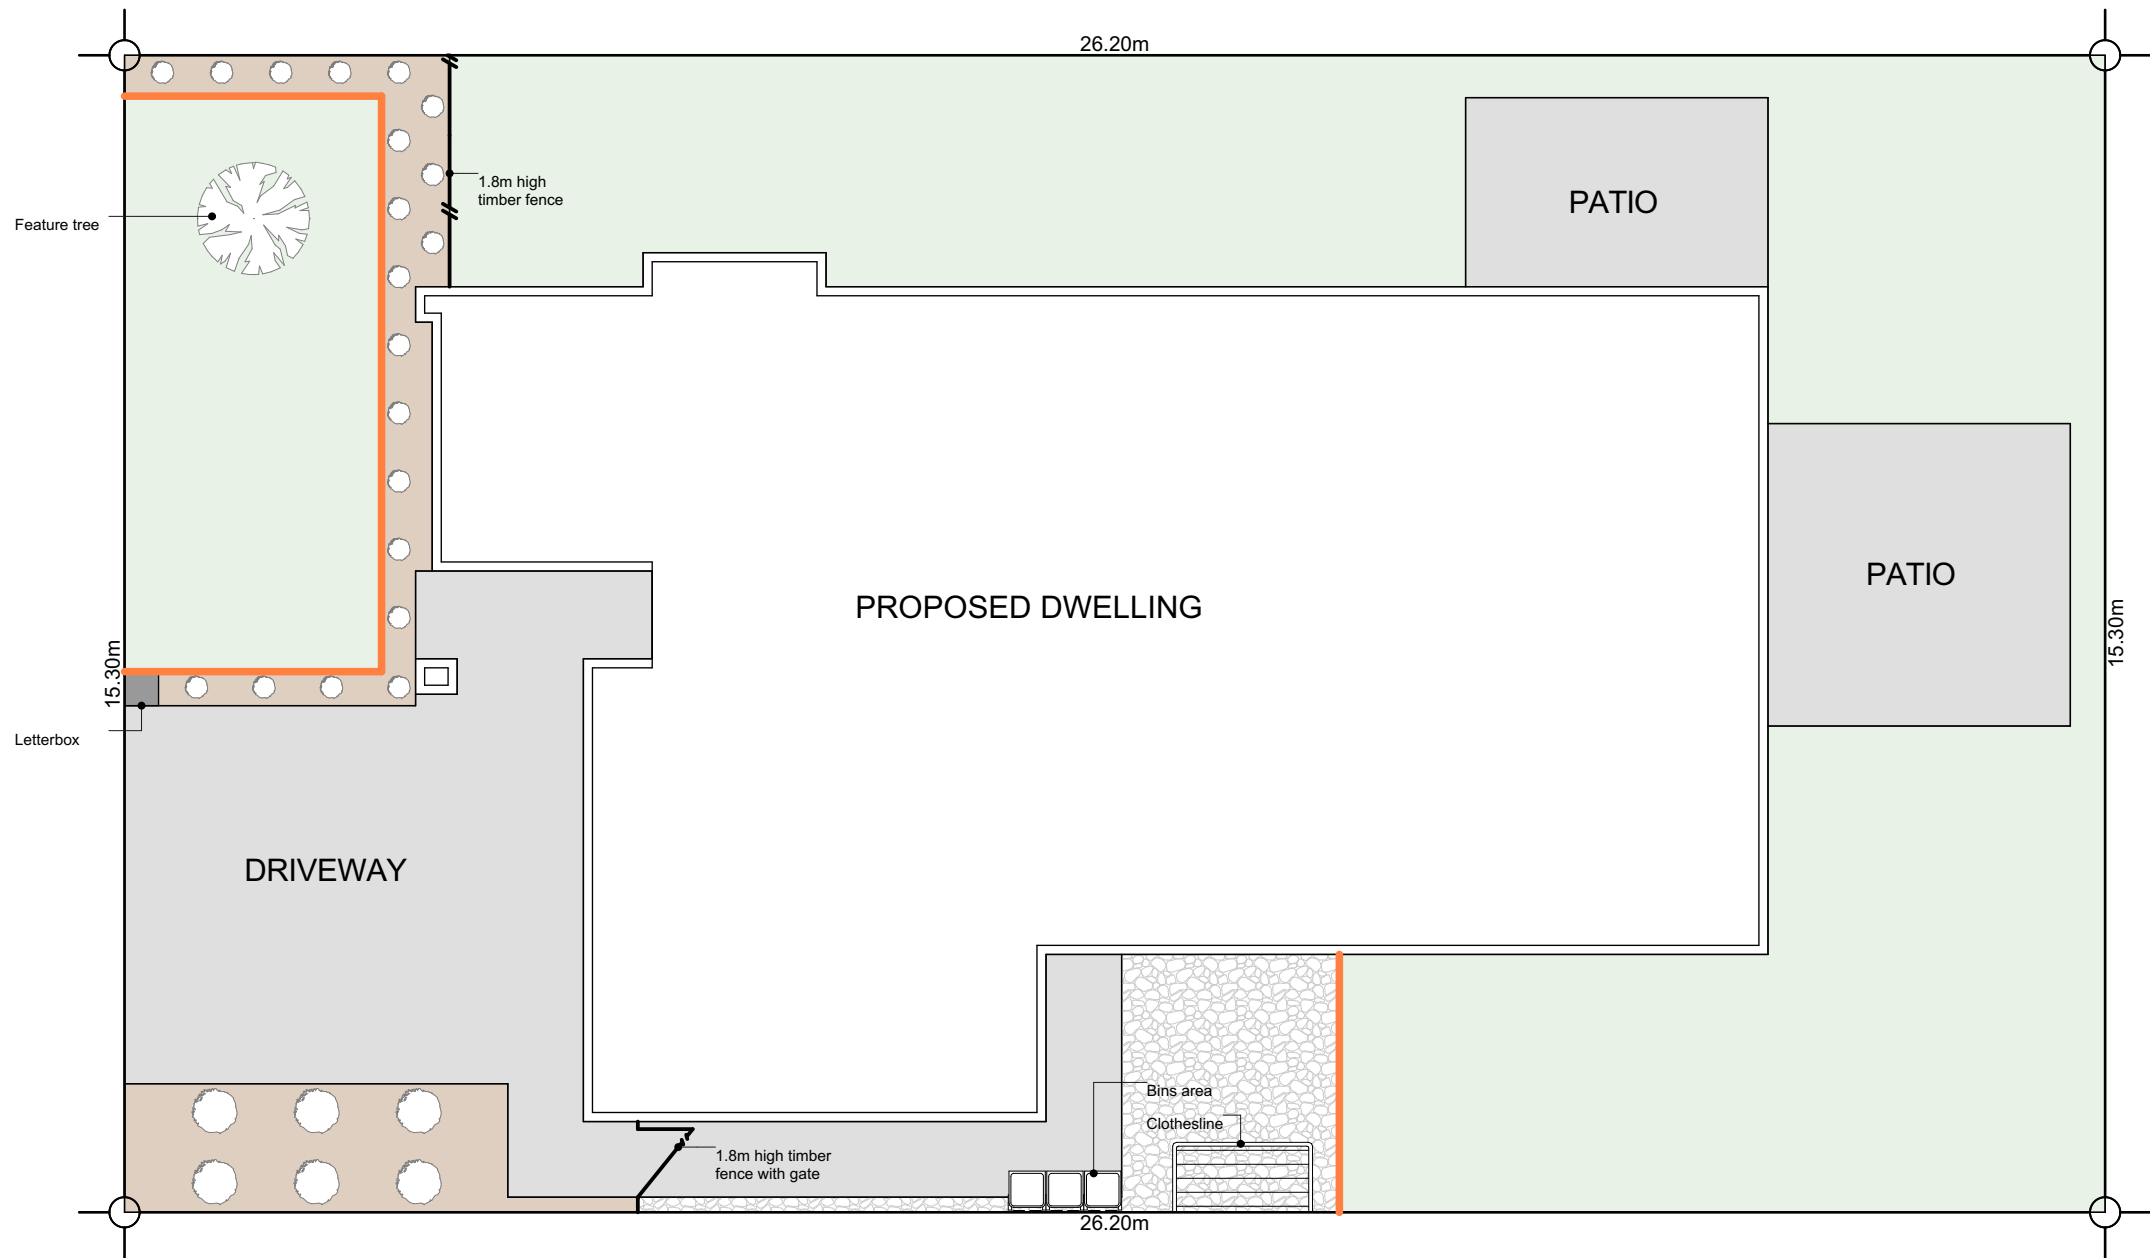 26.20m
1.8m high
timber fence
PATIO
Feature tree
PATIO
PROPOSED DWELLING
15.30m
15.30m
Letterbox
DRIVEWAY
Bins area
Clothesline
1.8m high timber
fence with gate
26.20m